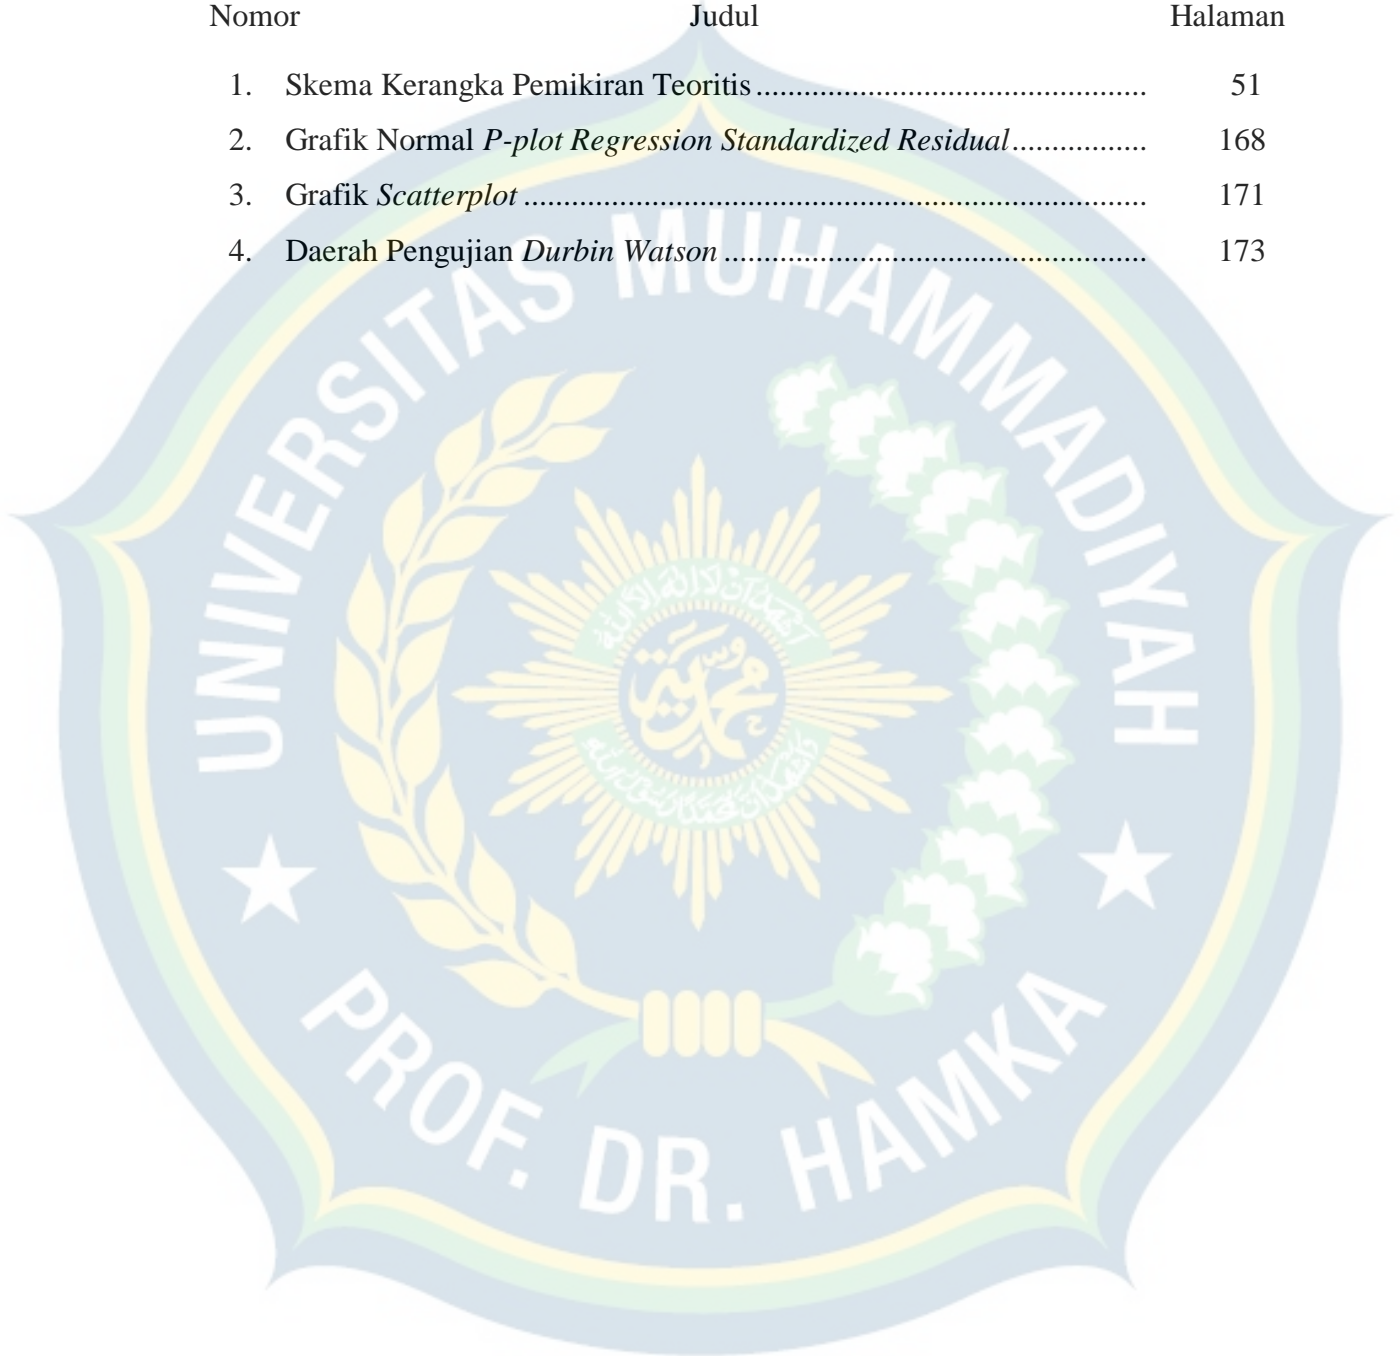 Nomor Judul Halaman
1. Skema Kerangka Pemikiran Teoritis ................................................ 51
2. Grafik Normal P-plot Regression Standardized Residual ................. 168
3. Grafik Scatterplot ............................................................................. 171
4. Daerah Pengujian Durbin Watson .................................................... 173
UNIVERSITAS MUHAMMADIYAH
PROF. DR. HAMKA